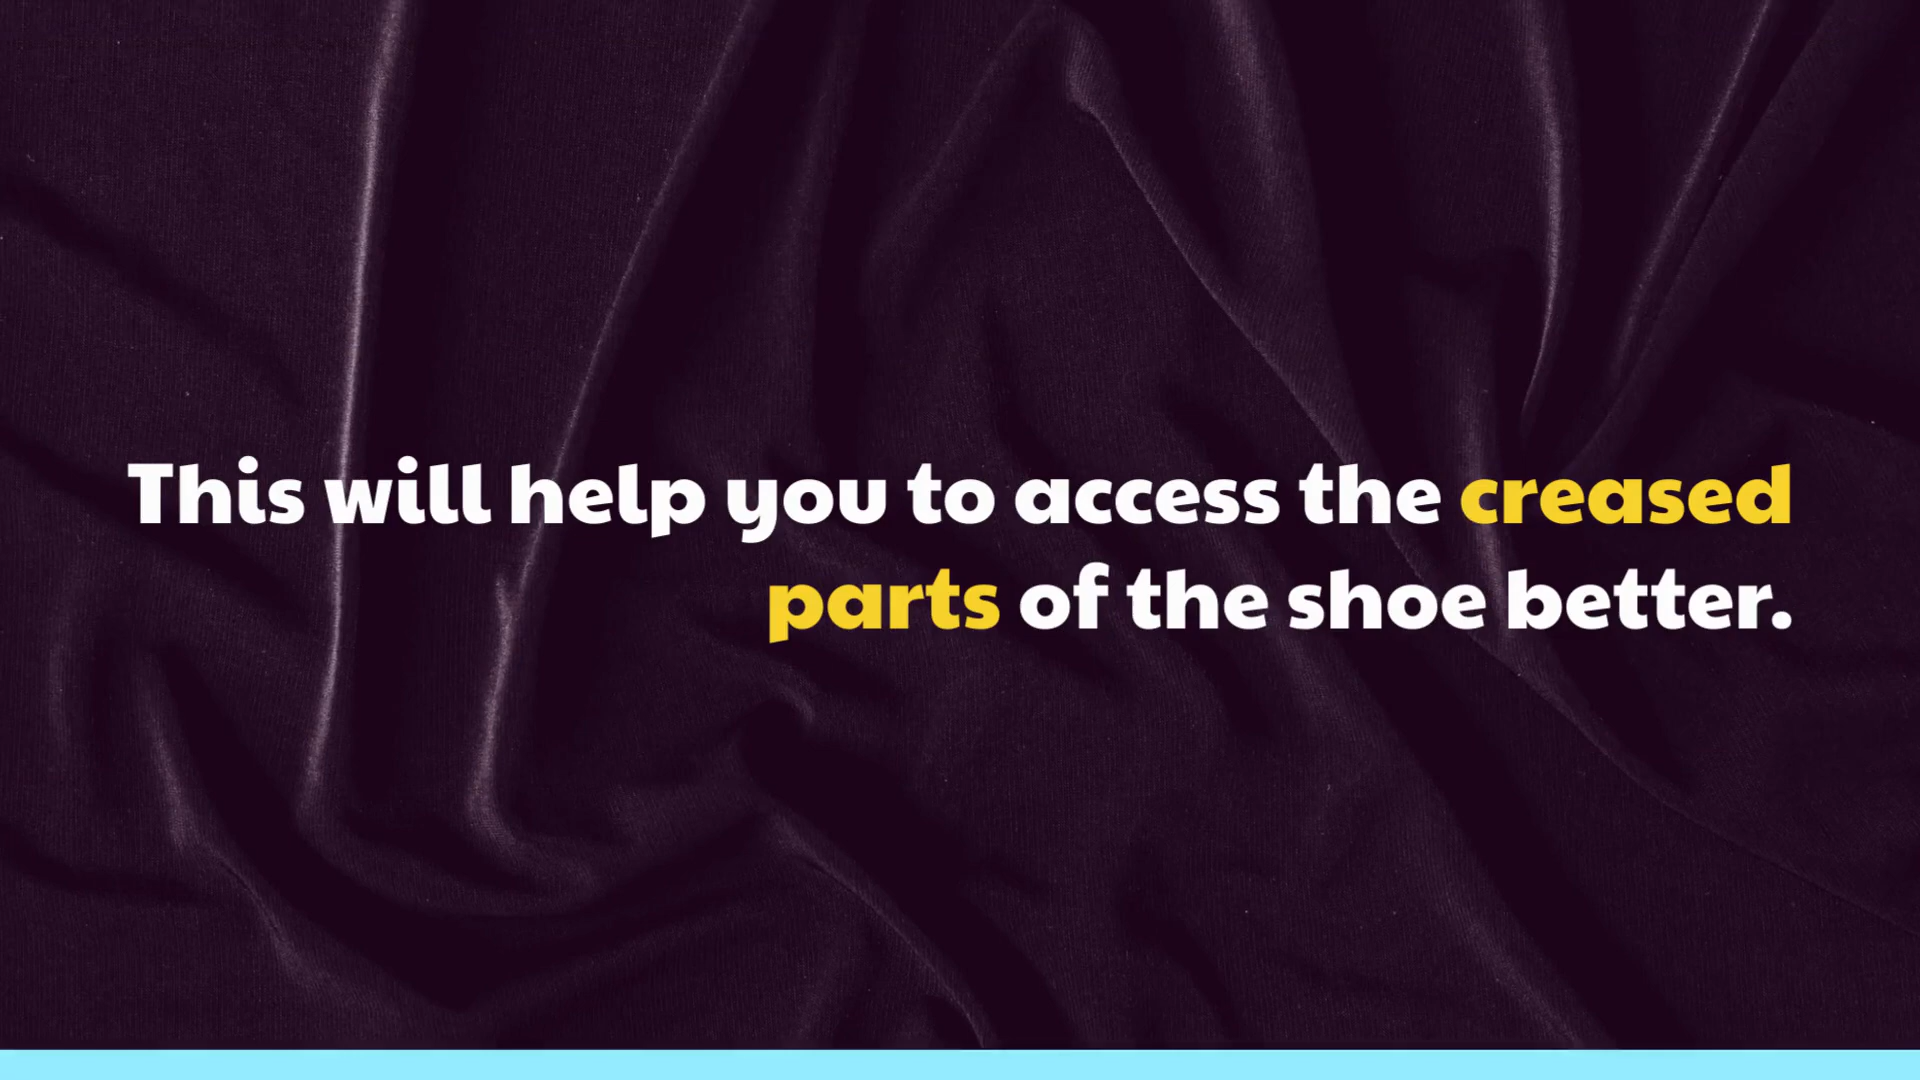 This will help you to access the creased
parts of the shoe better.